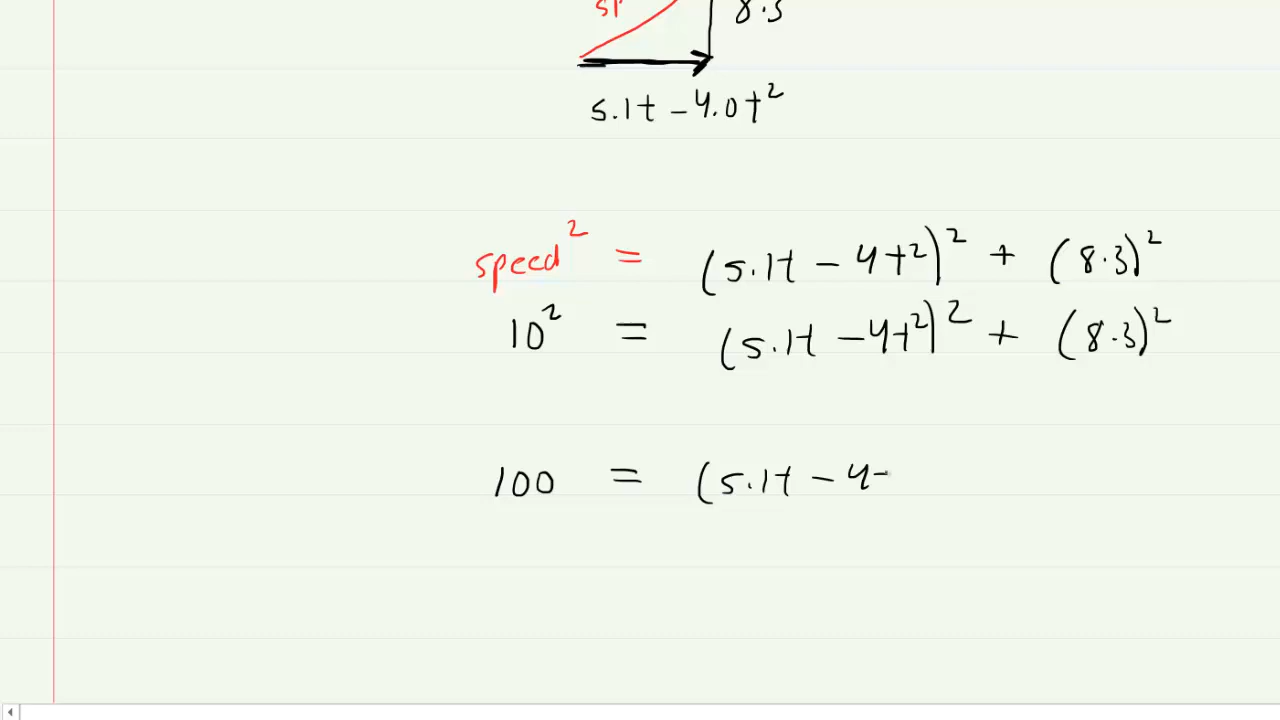 8.3
5.1t - 4.0t²
speed² = (5.1t - 4t²)² + (8.3)²
10² = (5.1t - 4t²)² + (8.3)²
100 = (5.1t - 4